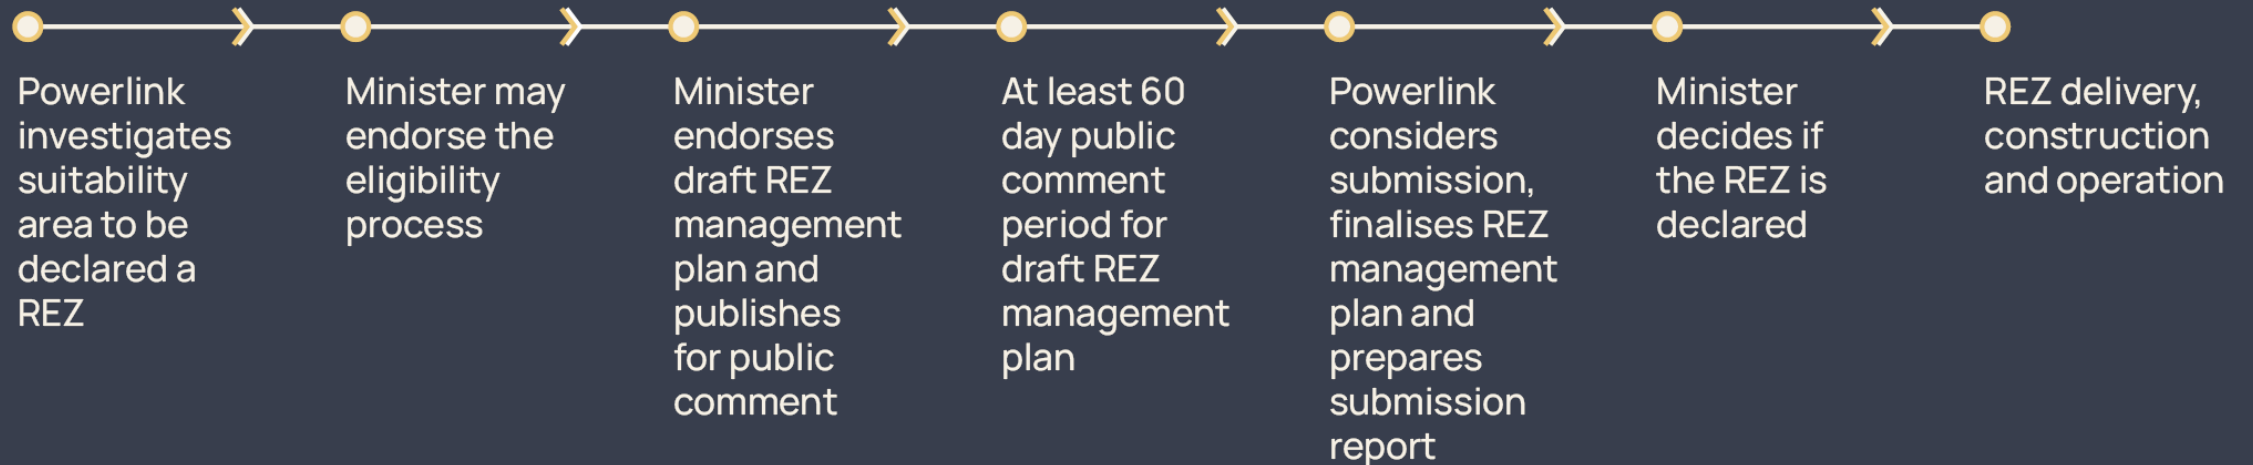 Powerlink
investigates
suitability
area to be
declared a
REZ
Minister may
endorse the
eligibility
process
Minister
endorses
draft REZ
management
plan and
publishes
for public
comment
At least 60
day public
comment
period for
draft REZ
management
plan
Powerlink
considers
submission,
finalises REZ
management
plan and
prepares
submission
report
Minister
decides if
the REZ is
declared
REZ delivery,
construction
and operation